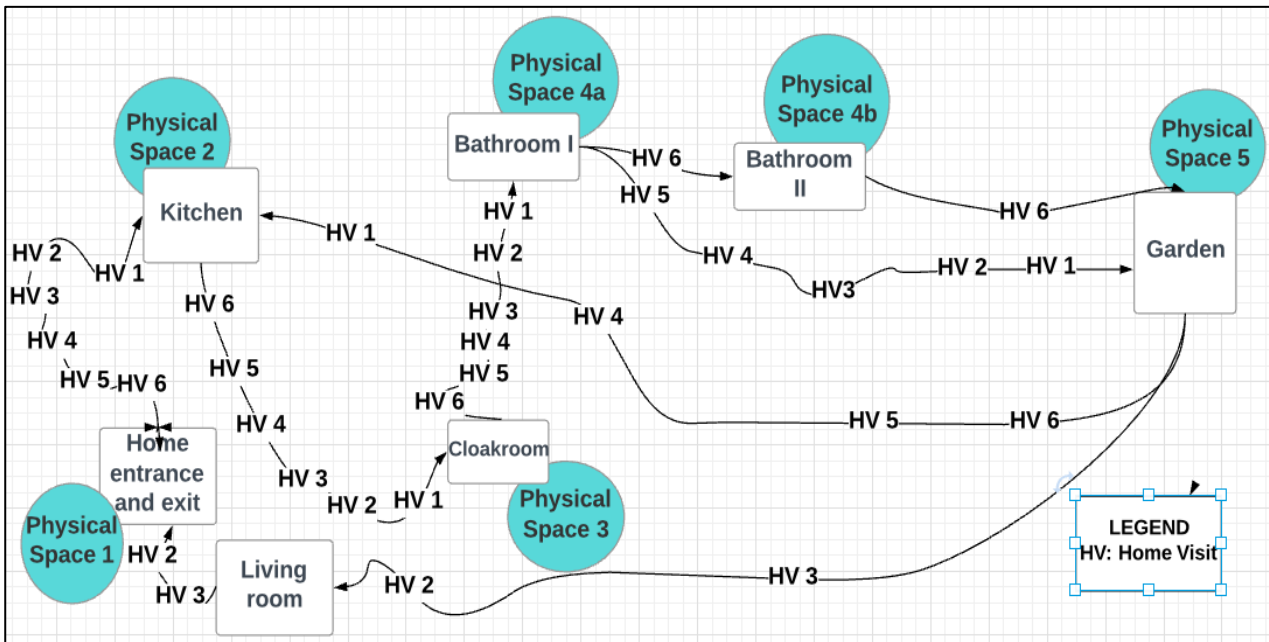 Physical
Space 4a
Physical
Space 4b
Physical
Space 2
Physical
Space 5
Bathroom I
Bathroom
II
HV 6
HV 5
Kitchen
HV 1
HV 1
HV 6
Garden
HV 2
HV 1
HV 2
HV 4
HV 2
HV 1
HV3
HV 3
HV 6
HV 3
HV 4
HV 4
HV 4
HV 5
HV 6
HV 5
HV 5
HV 6
HV 5
HV 6
HV 4
Home
entrance
and exit
Cloakroom
HV 3
HV 2
HV 1
Physical
Space 3
Physical
Space 1
HV 2
HV 3
Living
room
HV 2
HV 3
LEGEND
HV: Home Visit